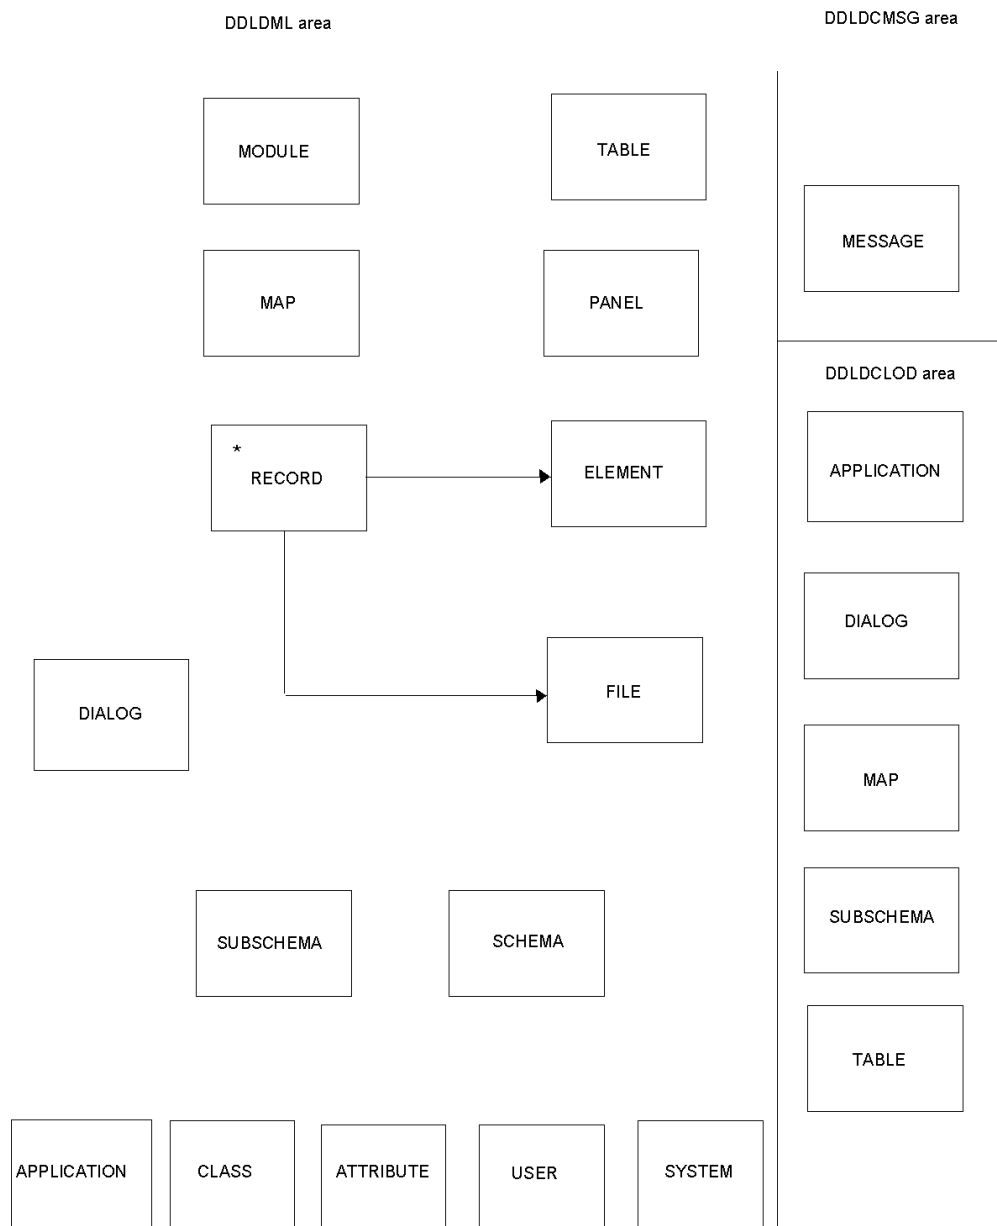 DDLDML area
DDLDCMSG area
MODULE
TABLE
MESSAGE
MAP
PANEL
DDLDCLOD area
*
RECORD
ELEMENT
APPLICATION
DIALOG
FILE
DIALOG
MAP
SUBSCHEMA
SCHEMA
SUBSCHEMA
TABLE
APPLICATION
CLASS
ATTRIBUTE
USER
SYSTEM